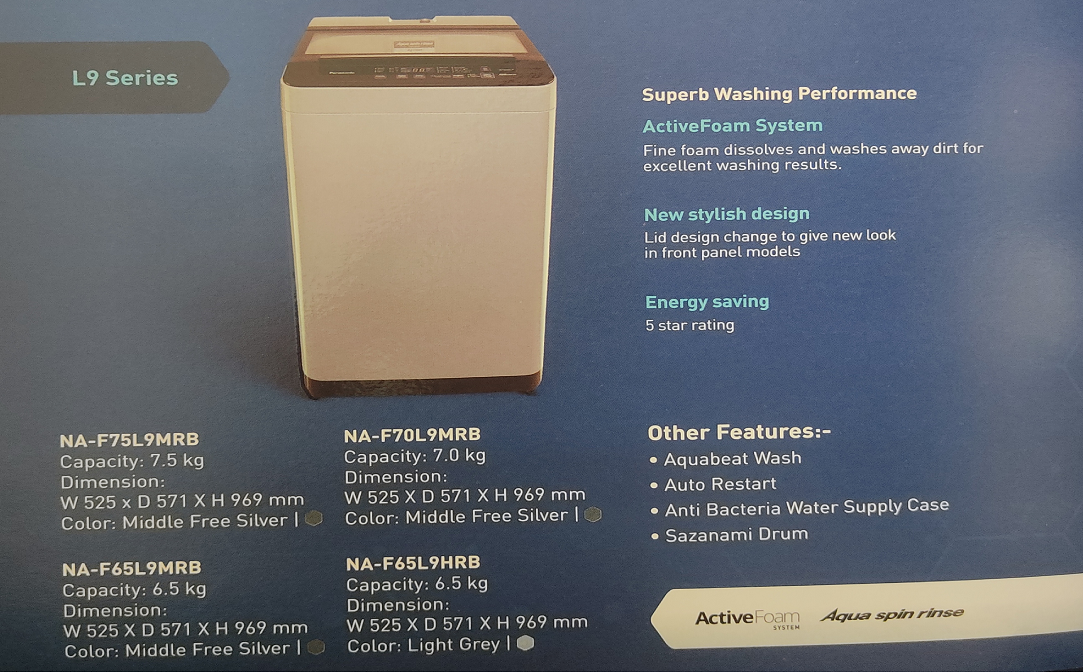 L9 Series
Panasonic
Superb Washing Performance
ActiveFoam System
Fine foam dissolves and washes away dirt for
excellent washing results.
New stylish design
Lid design change to give new look
in front panel models
Energy saving
5 star rating
NA-F75L9MRB
Capacity: 7.5 kg
Dimension:
W 525 x D 571 X H 969 mm
Color: Middle Free Silver |
NA-F70L9MRB
Capacity: 7.0 kg
Dimension:
W 525 X D 571 X H 969 mm
Color: Middle Free Silver |
NA-F65L9MRB
Capacity: 6.5 kg
Dimension:
W 525 X D 571 X H 969 mm
Color: Middle Free Silver |
NA-F65L9HRB
Capacity: 6.5 kg
Dimension:
W 525 X D 571 X H 969 mm
Color: Light Grey |
Other Features:-
• Aquabeat Wash
• Auto Restart
• Anti Bacteria Water Supply Case
• Sazanami Drum
ActiveFoam
SYSTEM
Aqua spin rinse